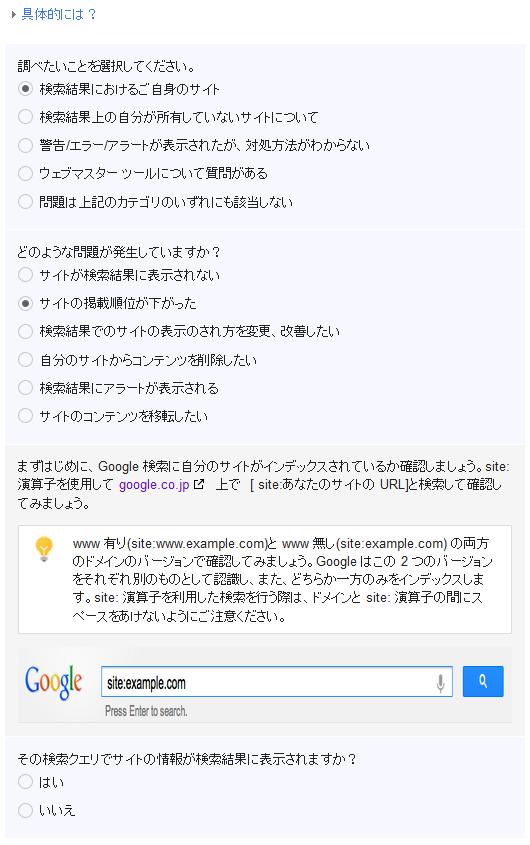 具体的には？
調べたいことを選択してください。
検索結果におけるご自身のサイト
検索結果上の自分が所有していないサイトについて
警告/エラー/アラートが表示されたが、対処方法がわからない
ウェブマスター ツールについて質問がある
問題は上記のカテゴリのいずれにも該当しない
どのような問題が発生していますか？
サイトが検索結果に表示されない
サイトの掲載順位が下がった
検索結果でのサイトの表示のされ方を変更、改善したい
自分のサイトからコンテンツを削除したい
検索結果にアラートが表示される
サイトのコンテンツを移転したい
まずはじめに、Google 検索に自分のサイトがインデックスされているか確認しましょう。site:
演算子を使用して google.co.jp 上で [ site:あなたのサイトの URL]と検索して確認し
てみましょう。
www 有り(site:www.example.com)と www 無し(site:example.com) の両方
のドメインのバージョンで確認してみましょう。Google はこの 2 つのバージョン
をそれぞれ別のものとして認識し、また、どちらか一方のみをインデックスしま
す。site: 演算子を利用した検索を行う際は、ドメインと site: 演算子の間にス
ペースをあけないようにご注意ください。
Google site:example.com
Press Enter to search.
その検索クエリでサイトの情報が検索結果に表示されますか？
はい
いいえ